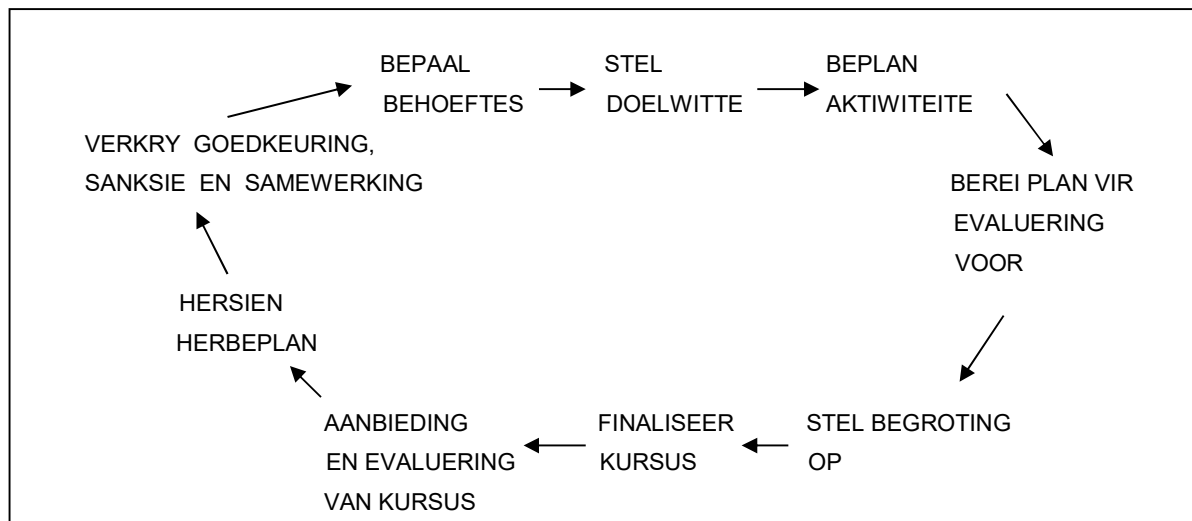 BEPAAL
BEHOEFTES
STEL
DOELWITTE
BEPLAN
AKTIWITEITE
BEREI PLAN VIR
EVALUERING
VOOR
STEL BEGROTING
OP
FINALISEER
KURSUS
AANBIEDING
EN EVALUERING
VAN KURSUS
HERSIEN
HERBEPLAN
VERKRY GOEDKEURING,
SANKSIE EN SAMEWERKING